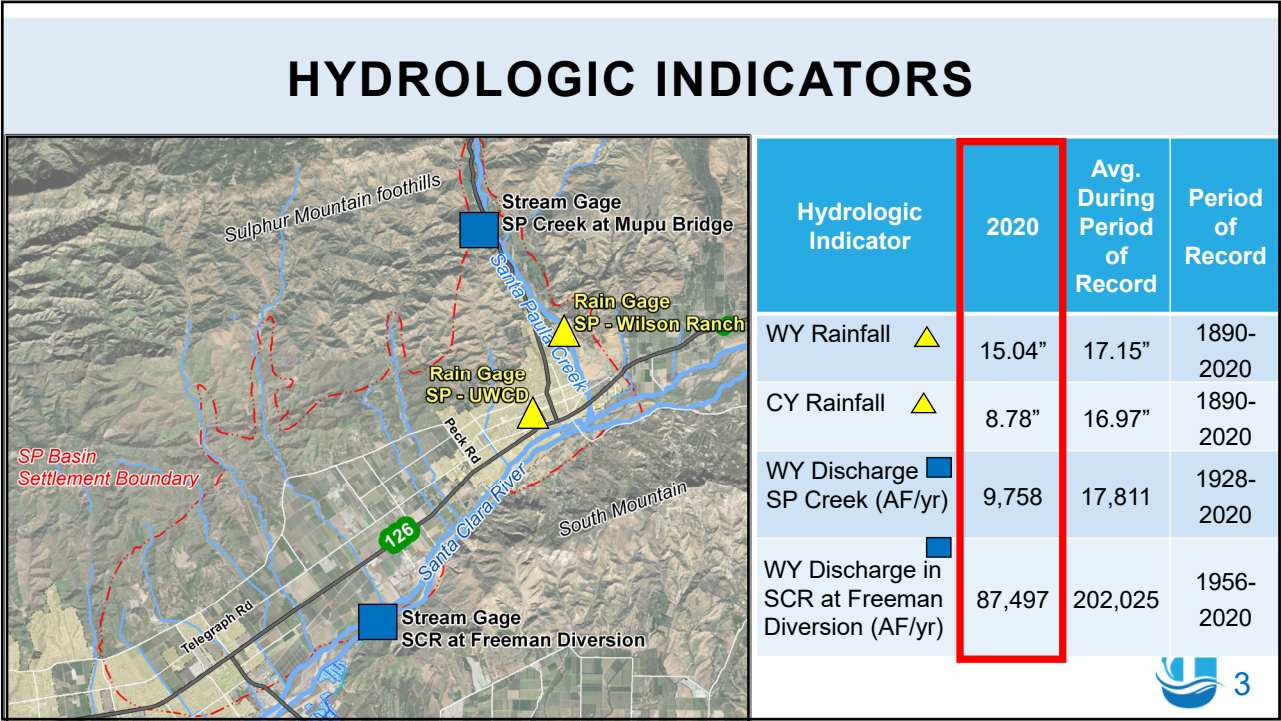 HYDROLOGIC INDICATORS
Sulphur Mountain foothills
Stream Gage
SP Creek at Mupu Bridge
Santa Paula Creek
Rain Gage
SP - Wilson Ranch
Rain Gage
SP - UWCD
Peck Rd
SP Basin
Settlement Boundary
Santa Clara River
South Mountain
126
Telegraph Rd
Stream Gage
SCR at Freeman Diversion
Hydrologic
Indicator
2020
Avg.
During
Period
of
Record
Period
of
Record
WY Rainfall
15.04”
17.15”
1890-
2020
CY Rainfall
8.78”
16.97”
1890-
2020
WY Discharge
SP Creek (AF/yr)
9,758
17,811
1928-
2020
WY Discharge in
SCR at Freeman
Diversion (AF/yr)
87,497
202,025
1956-
2020
3